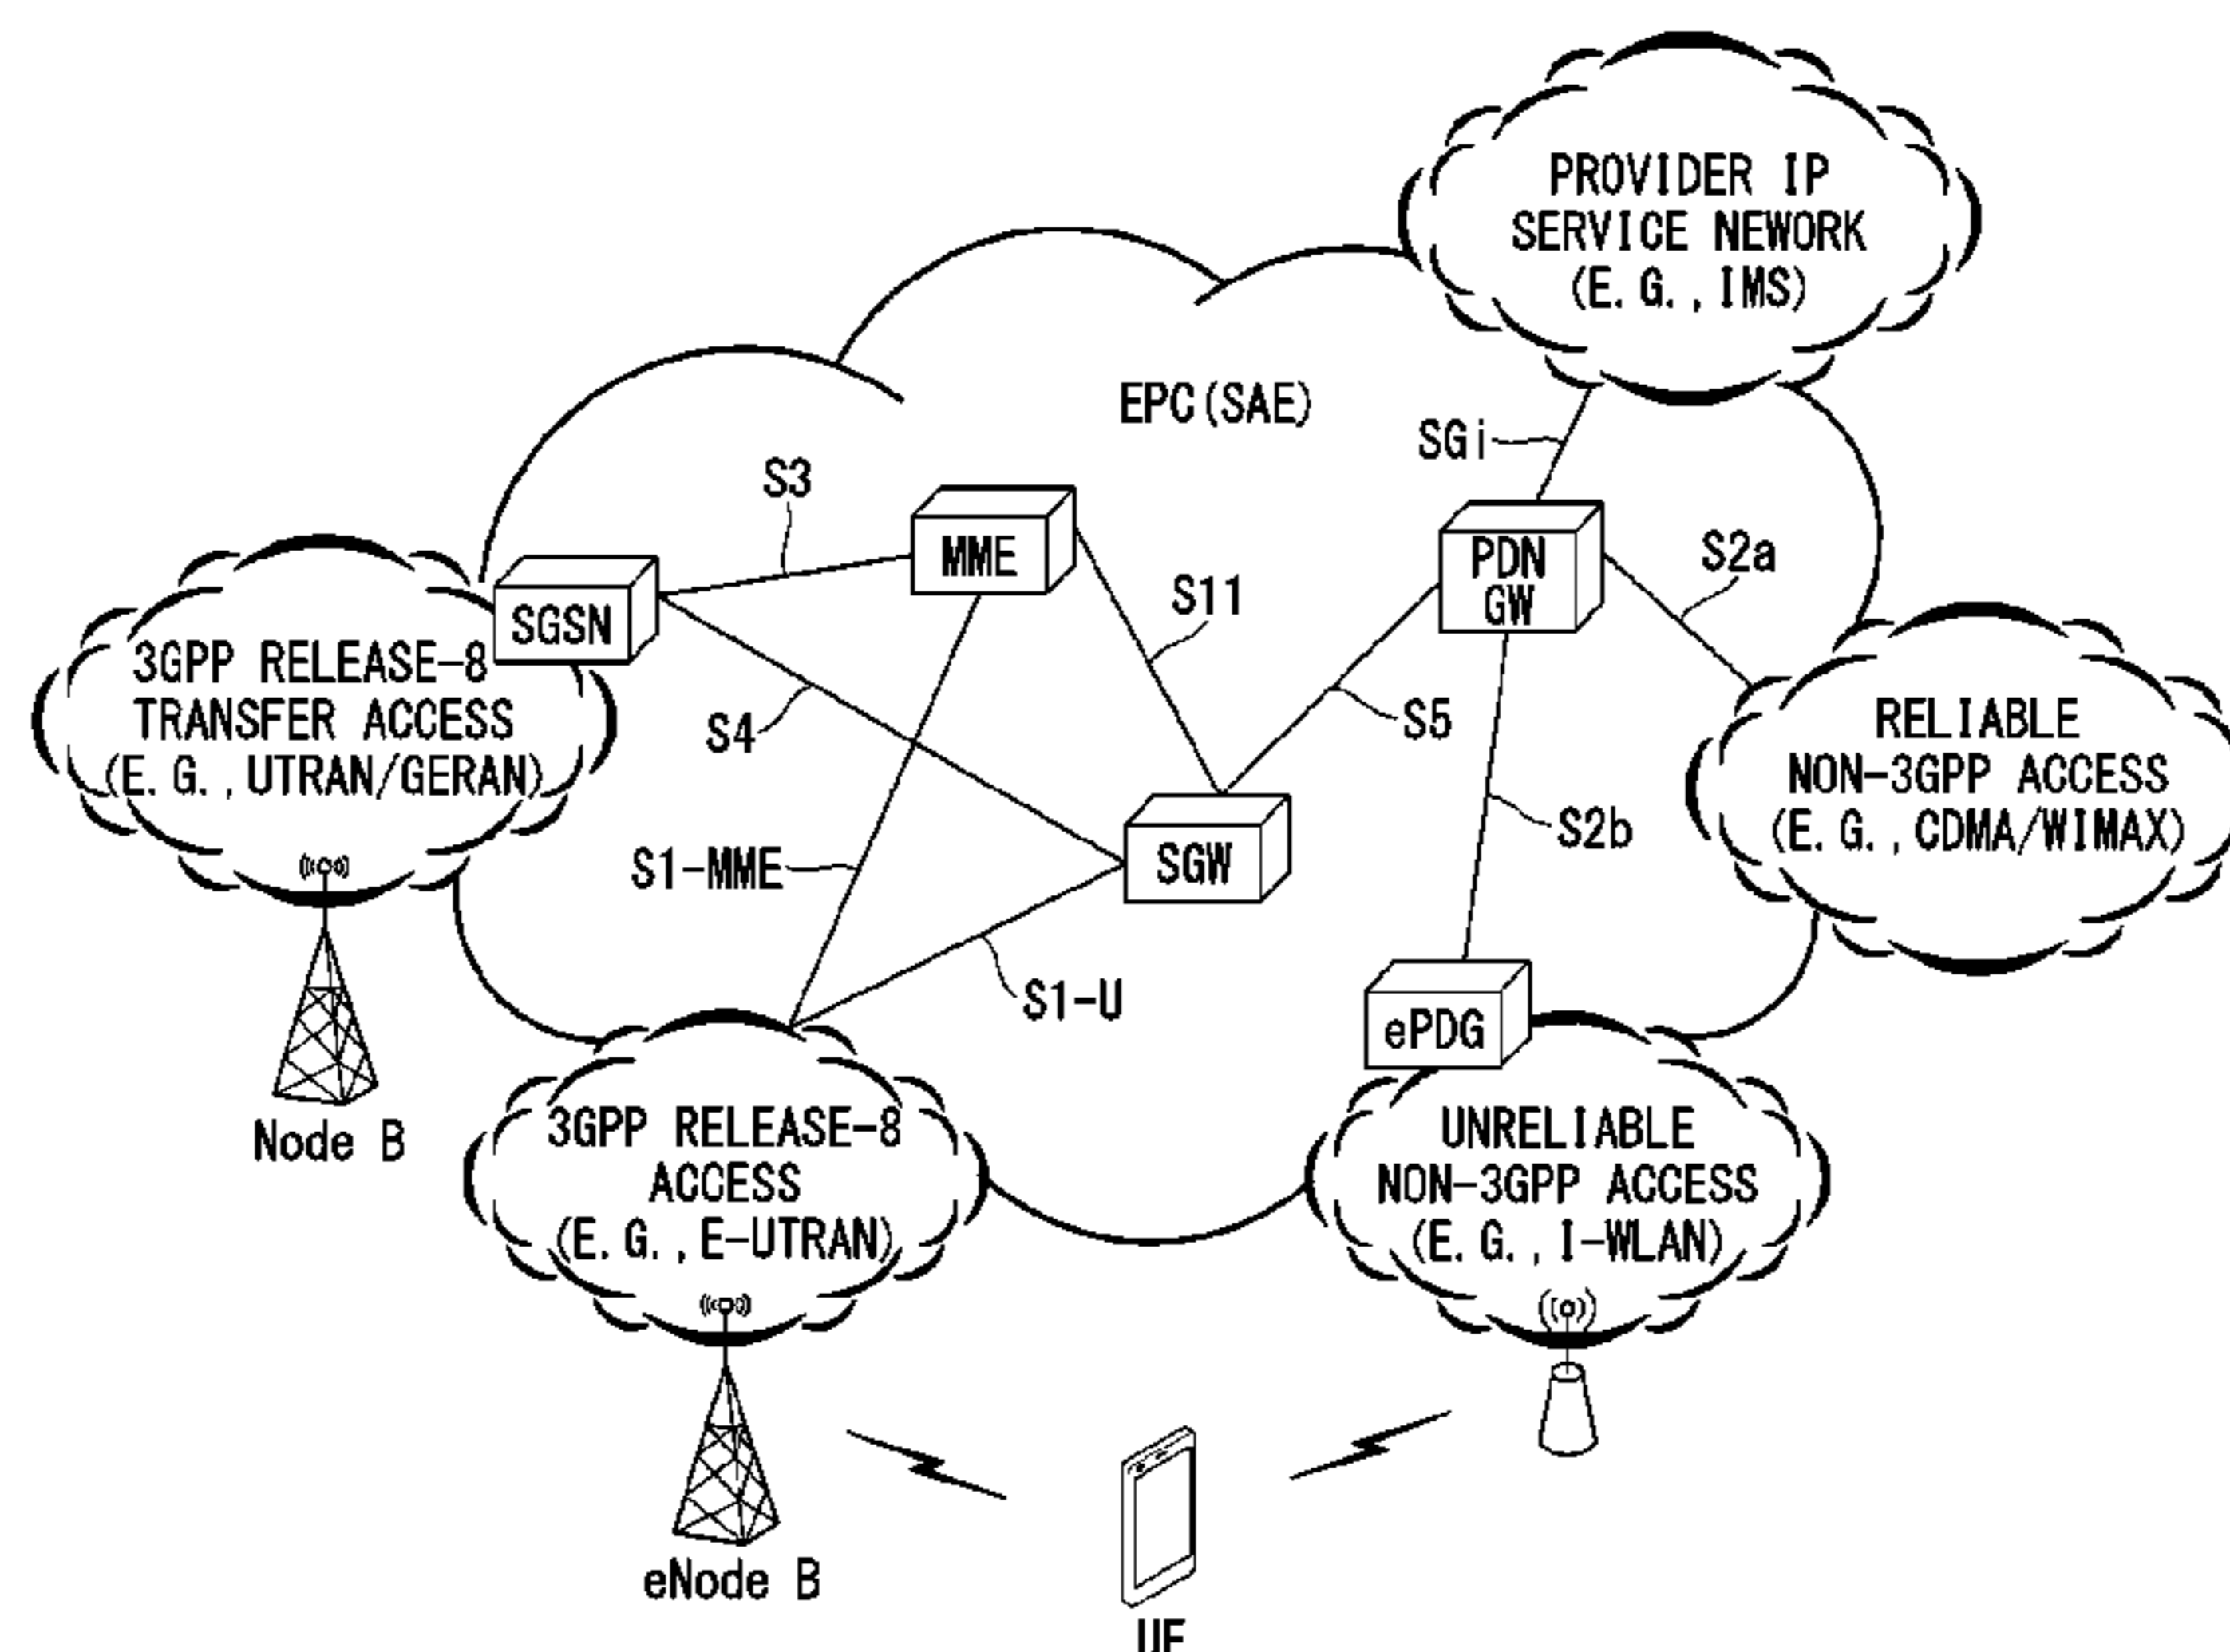 PROVIDER IP
SERVICE NEWORK
(E.G., IMS)
EPC(SAE)
SGi
S3
MME
PDN
GW
S2a
SGSN
S11
3GPP RELEASE-8
TRANSFER ACCESS
(E.G., UTRAN/GERAN)
S4
S5
RELIABLE
NON-3GPP ACCESS
(E.G., CDMA/WIMAX)
S2b
S1-MME
SGW
S1-U
ePDG
Node B
3GPP RELEASE-8
ACCESS
(E.G., E-UTRAN)
UNRELIABLE
NON-3GPP ACCESS
(E.G., I-WLAN)
eNode B
UE